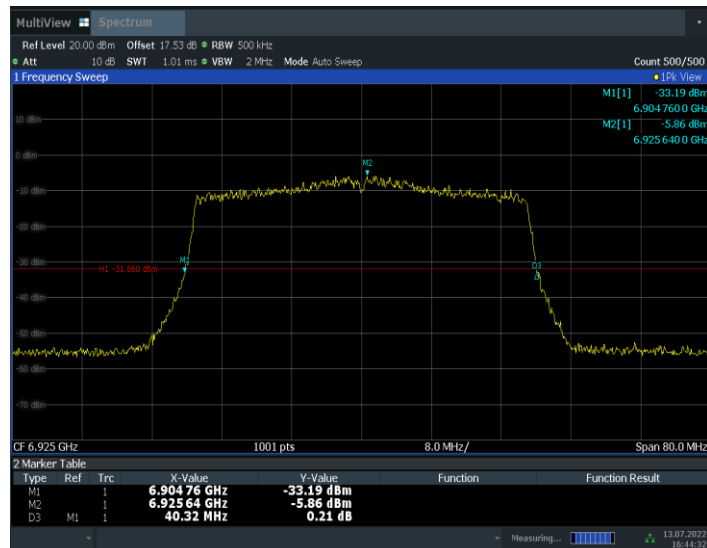 MultiView Spectrum
Ref Level 20.00 dBm Offset 17.53 dB RBW 500 kHz
Att 10 dB SWT 1.01 ms VBW 2 MHz Mode Auto Sweep Count 500/500
1 Frequency Sweep 1Pk View
M1[1] -33.19 dBm
6.904 7600 GHz
10 dBm
M2[1] -5.86 dBm
6.925 6400 GHz
0 dBm
M2
-10 dBm
-20 dBm
-30 dBm
M1
D3
H1 -31.860 dBm
-40 dBm
-50 dBm
-60 dBm
-70 dBm
CF 6.925 GHz 1001 pts 8.0 MHz/ Span 80.0 MHz
2 Marker Table
Type Ref Trc X-Value Y-Value Function Function Result
M1 1 6.904 76 GHz -33.19 dBm
M2 1 6.925 64 GHz -5.86 dBm
D3 M1 1 40.32 MHz 0.21 dB
Measuring... 13.07.2022
16:44:32